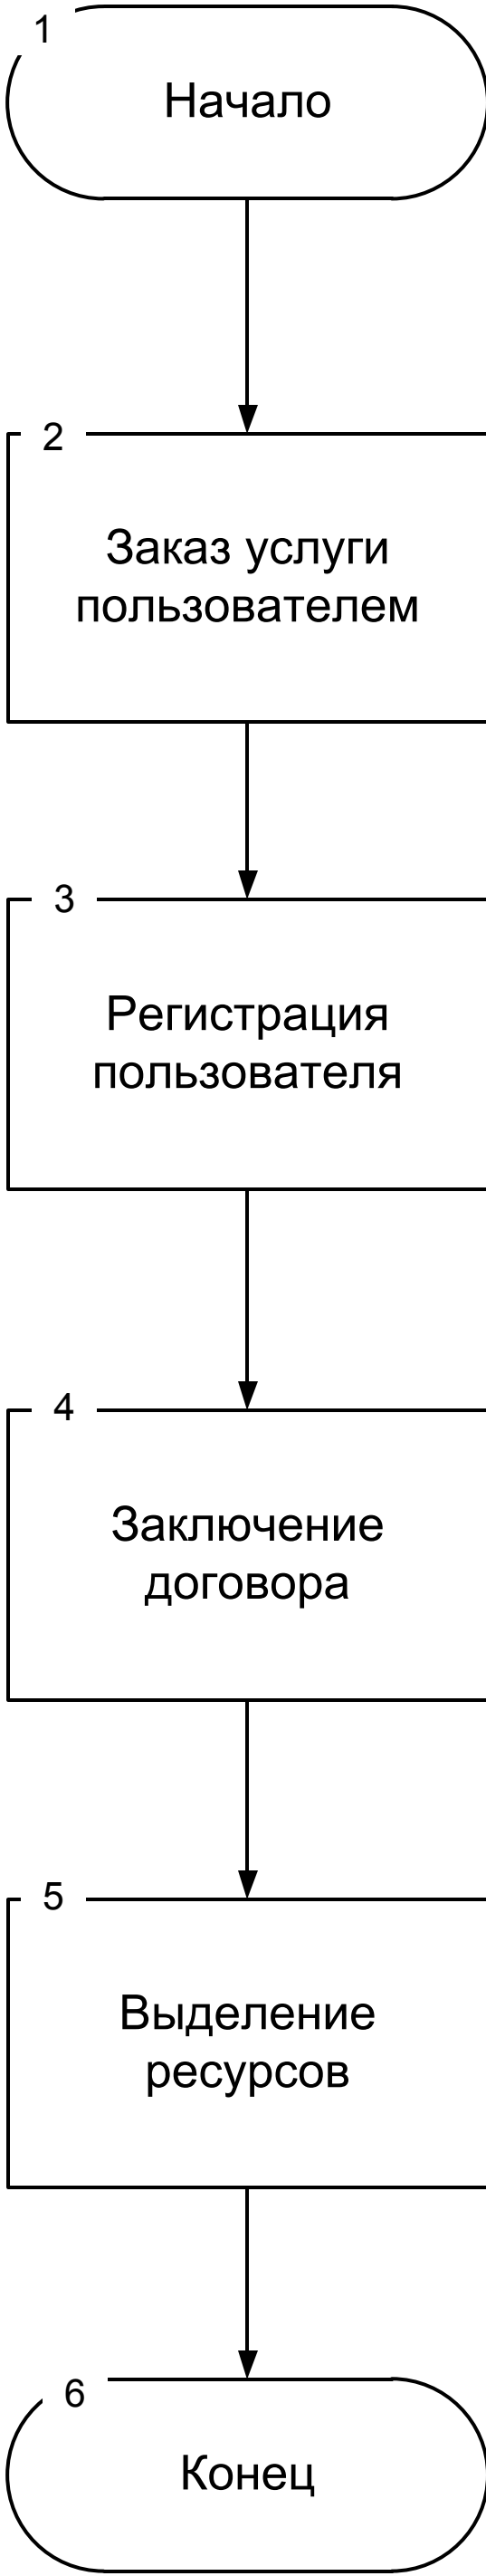 1
Начало
2
Заказ услуги
пользователем
3
Регистрация
пользователя
4
Заключение
договора
5
Выделение
ресурсов
6
Конец